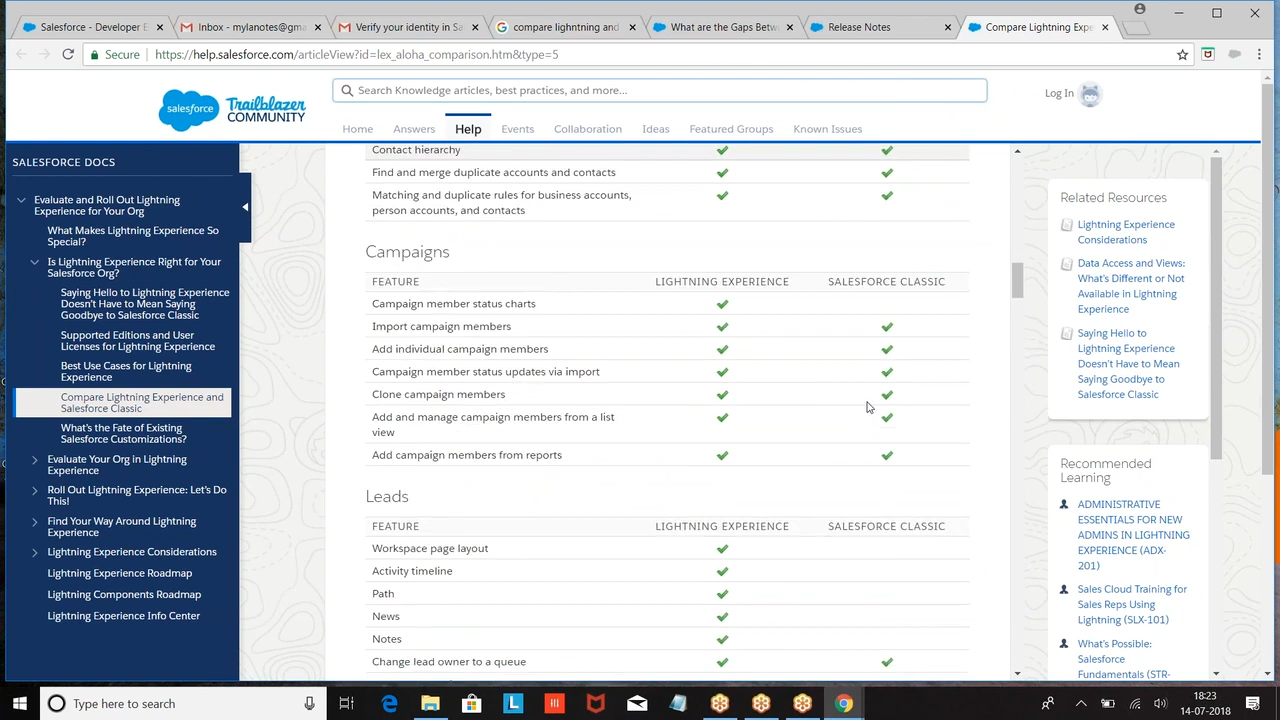 Salesforce - Developer E
Inbox - mylanotes@gma
Verify your identity in Sa
compare lightning and
What are the Gaps Betw
Release Notes
Compare Lightning Expe
Secure
https://help.salesforce.com/articleView?id=lex_aloha_comparison.htm&type=5
salesforce
Trailblazer
COMMUNITY
Search Knowledge articles, best practices, and more...
Log In
Home
Answers
Help
Events
Collaboration
Ideas
Featured Groups
Known Issues
SALESFORCE DOCS
Evaluate and Roll Out Lightning
Experience for Your Org
What Makes Lightning Experience So
Special?
Is Lightning Experience Right for Your
Salesforce Org?
Saying Hello to Lightning Experience
Doesn't Have to Mean Saying
Goodbye to Salesforce Classic
Supported Editions and User
Licenses for Lightning Experience
Best Use Cases for Lightning
Experience
Compare Lightning Experience and
Salesforce Classic
What's the Fate of Existing
Salesforce Customizations?
Evaluate Your Org in Lightning
Experience
Roll Out Lightning Experience: Let's Do
This!
Find Your Way Around Lightning
Experience
Lightning Experience Considerations
Lightning Experience Roadmap
Lightning Components Roadmap
Lightning Experience Info Center
Contact hierarchy
Find and merge duplicate accounts and contacts
Matching and duplicate rules for business accounts,
person accounts, and contacts
Campaigns
FEATURE LIGHTNING EXPERIENCE SALESFORCE CLASSIC
Campaign member status charts
Import campaign members
Add individual campaign members
Campaign member status updates via import
Clone campaign members
Add and manage campaign members from a list
view
Add campaign members from reports
Leads
FEATURE LIGHTNING EXPERIENCE SALESFORCE CLASSIC
Workspace page layout
Activity timeline
Path
News
Notes
Change lead owner to a queue
Related Resources
Lightning Experience
Considerations
Data Access and Views:
What's Different or Not
Available in Lightning
Experience
Saying Hello to
Lightning Experience
Doesn't Have to Mean
Saying Goodbye to
Salesforce Classic
Recommended
Learning
ADMINISTRATIVE
ESSENTIALS FOR NEW
ADMINS IN LIGHTNING
EXPERIENCE (ADX-
201)
Sales Cloud Training for
Sales Reps Using
Lightning (SLX-101)
What's Possible:
Salesforce
Fundamentals (STR-
Type here to search
18:23
14-07-2018